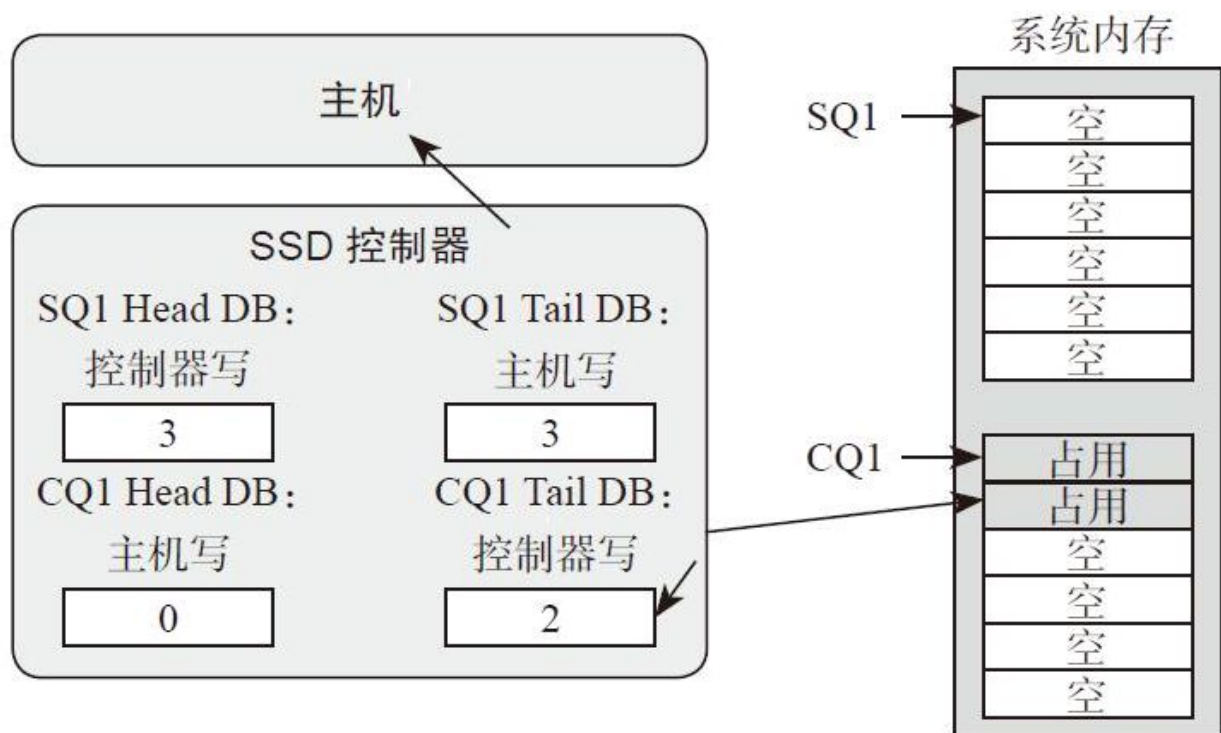 主机
SSD 控制器
SQ1 Head DB：
控制器写
3
SQ1 Tail DB：
主机写
3
CQ1 Head DB：
主机写
0
CQ1 Tail DB：
控制器写
2
系统内存
SQ1
空
空
空
空
空
空
CQ1
占用
占用
空
空
空
空